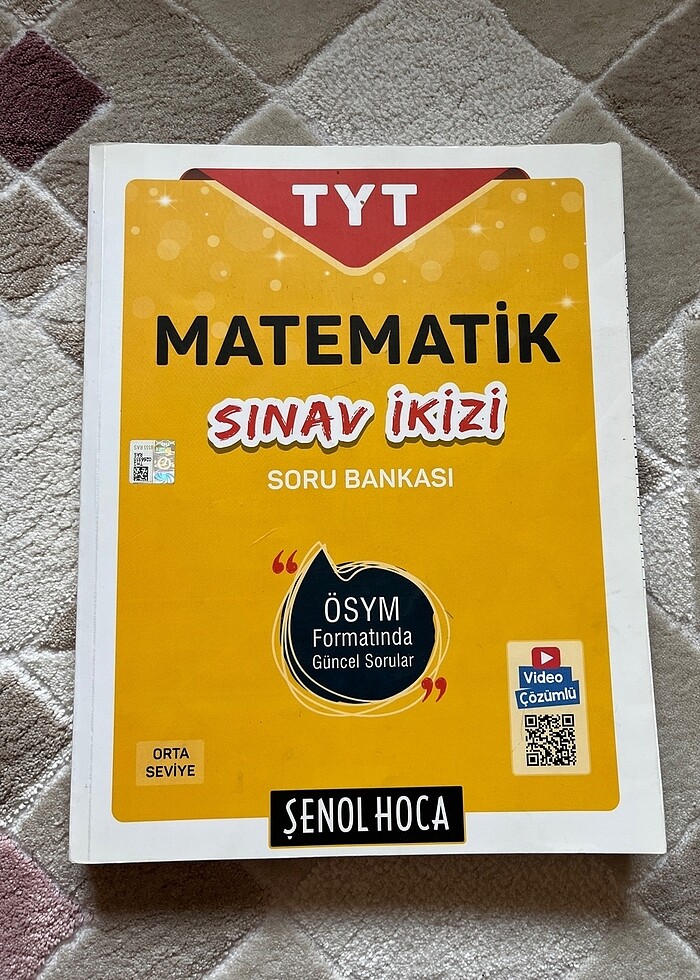 TYT
MATEMATİK
SINAV İKİZİ
SORU BANKASI
“
ÖSYM
Formatında
Güncel Sorular
”
Video
Çözümlü
ORTA
SEVİYE
ŞENOL HOCA